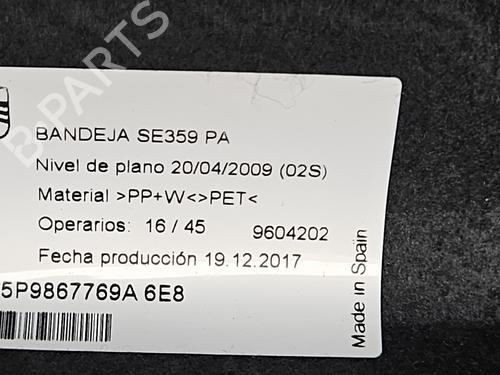 BANDEJA SE359 PA
Nivel de plano 20/04/2009 (02S)
Material >PP+W<>PET<
Operarios: 16 / 45 9604202
Fecha producción 19.12.2017
5P9867769A 6E8
Made in Spain
B-PARTS